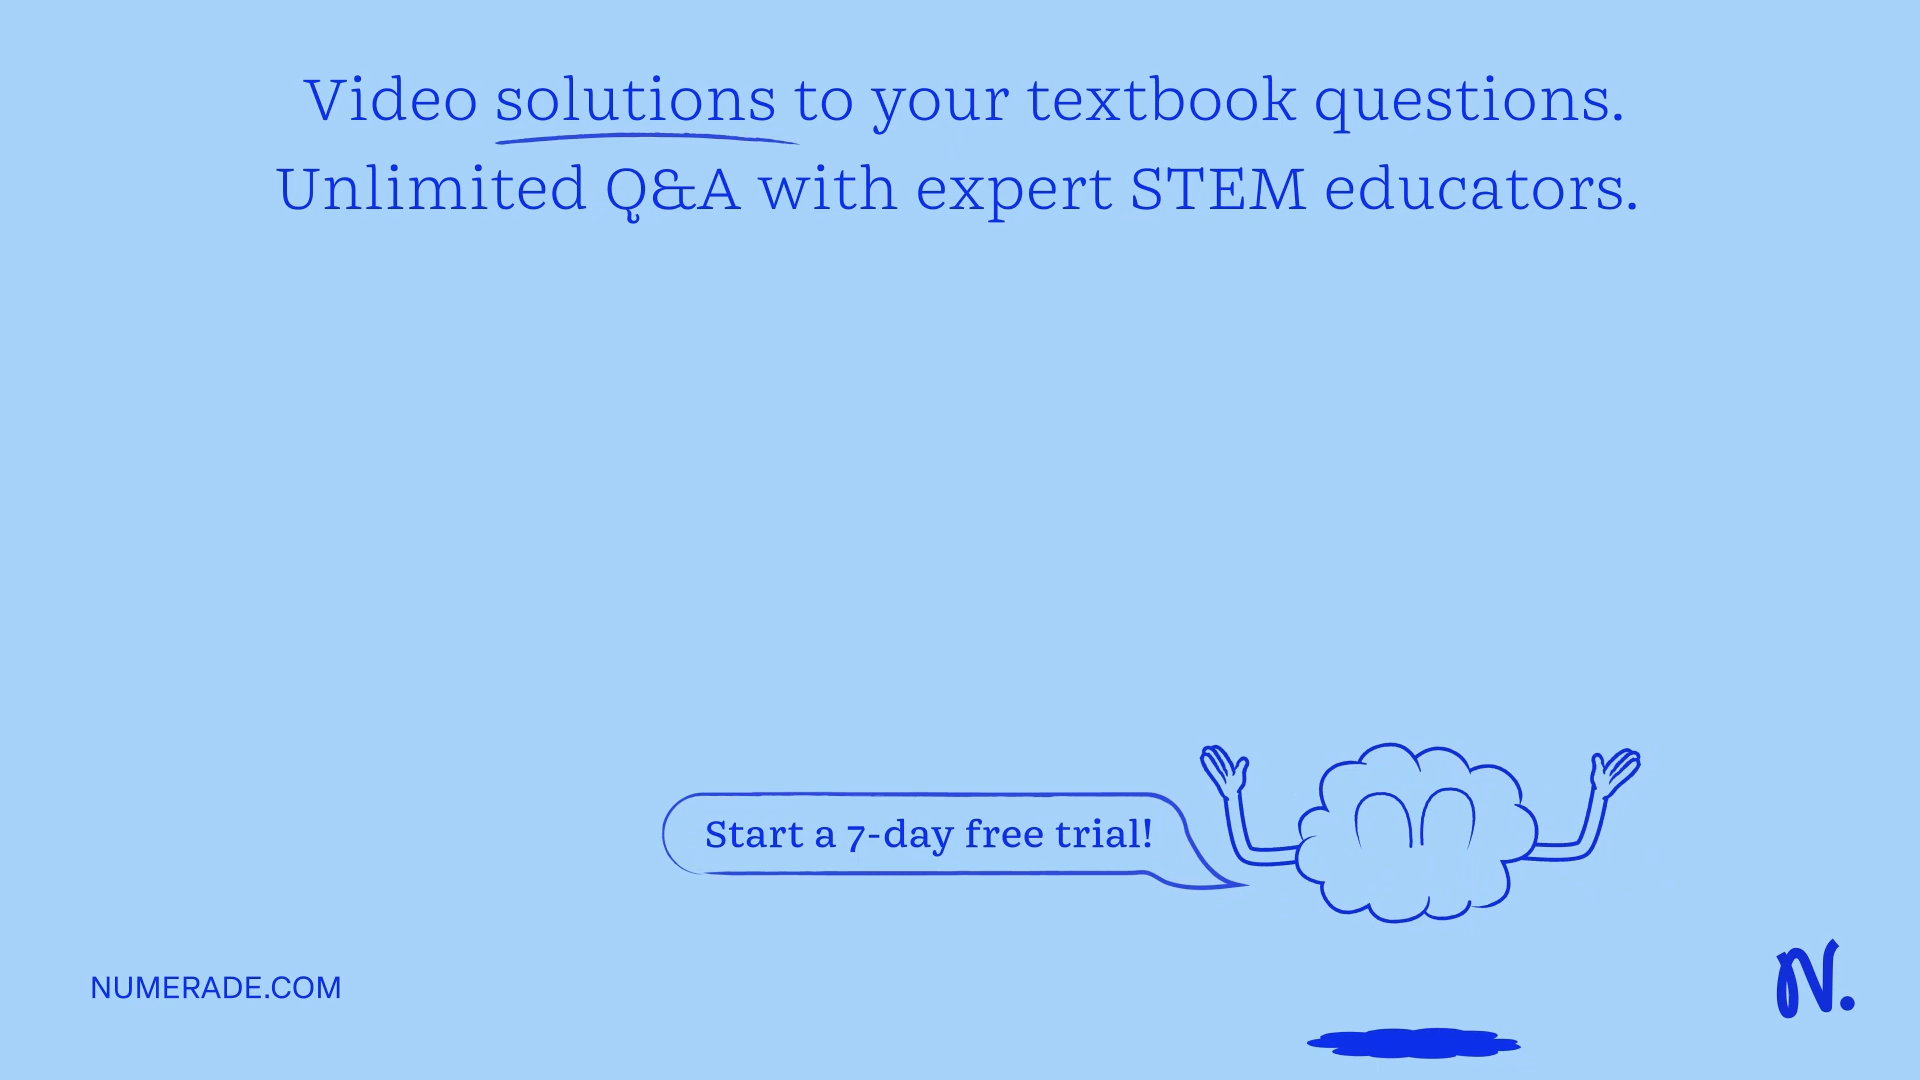 Video solutions to your textbook questions.
Unlimited Q&A with expert STEM educators.
Start a 7-day free trial!
NUMERADE.COM
N.